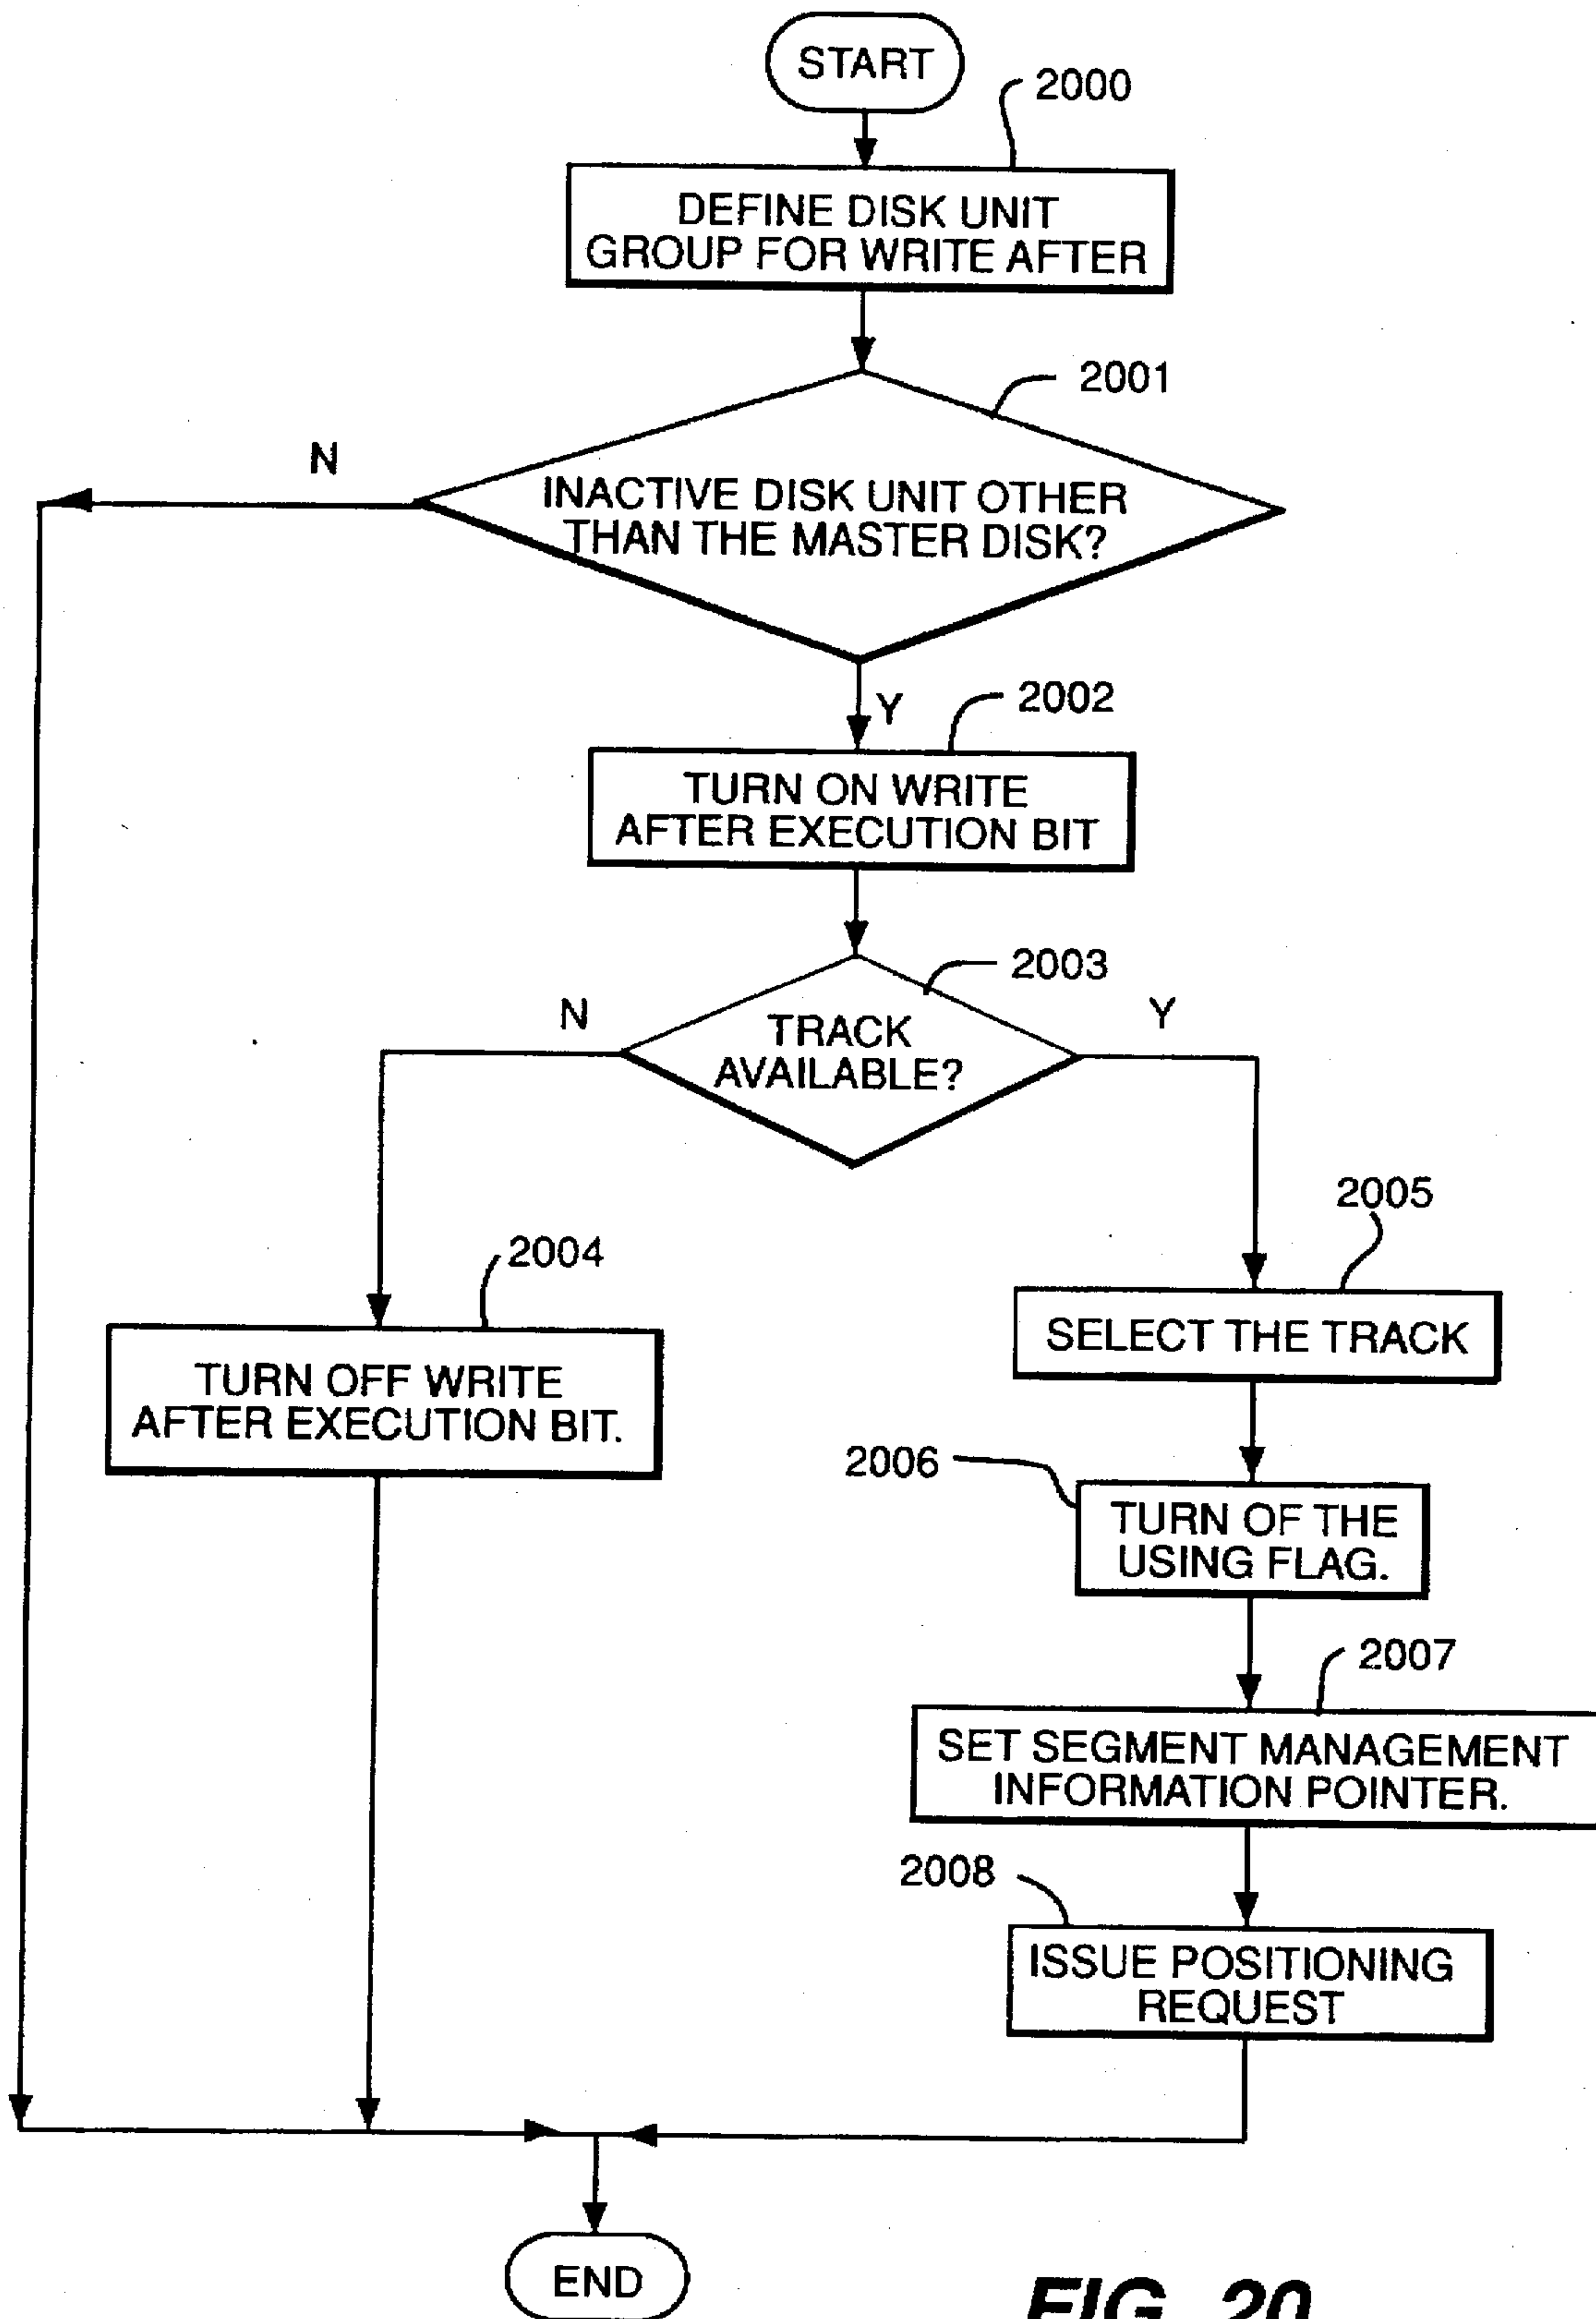 START
2000
DEFINE DISK UNIT
GROUP FOR WRITE AFTER
2001
N
INACTIVE DISK UNIT OTHER
THAN THE MASTER DISK?
Y
2002
TURN ON WRITE
AFTER EXECUTION BIT
2003
N
Y
TRACK
AVAILABLE?
2004
TURN OFF WRITE
AFTER EXECUTION BIT.
2005
SELECT THE TRACK
2006
TURN OF THE
USING FLAG.
2007
SET SEGMENT MANAGEMENT
INFORMATION POINTER.
2008
ISSUE POSITIONING
REQUEST
END
FIG. 20